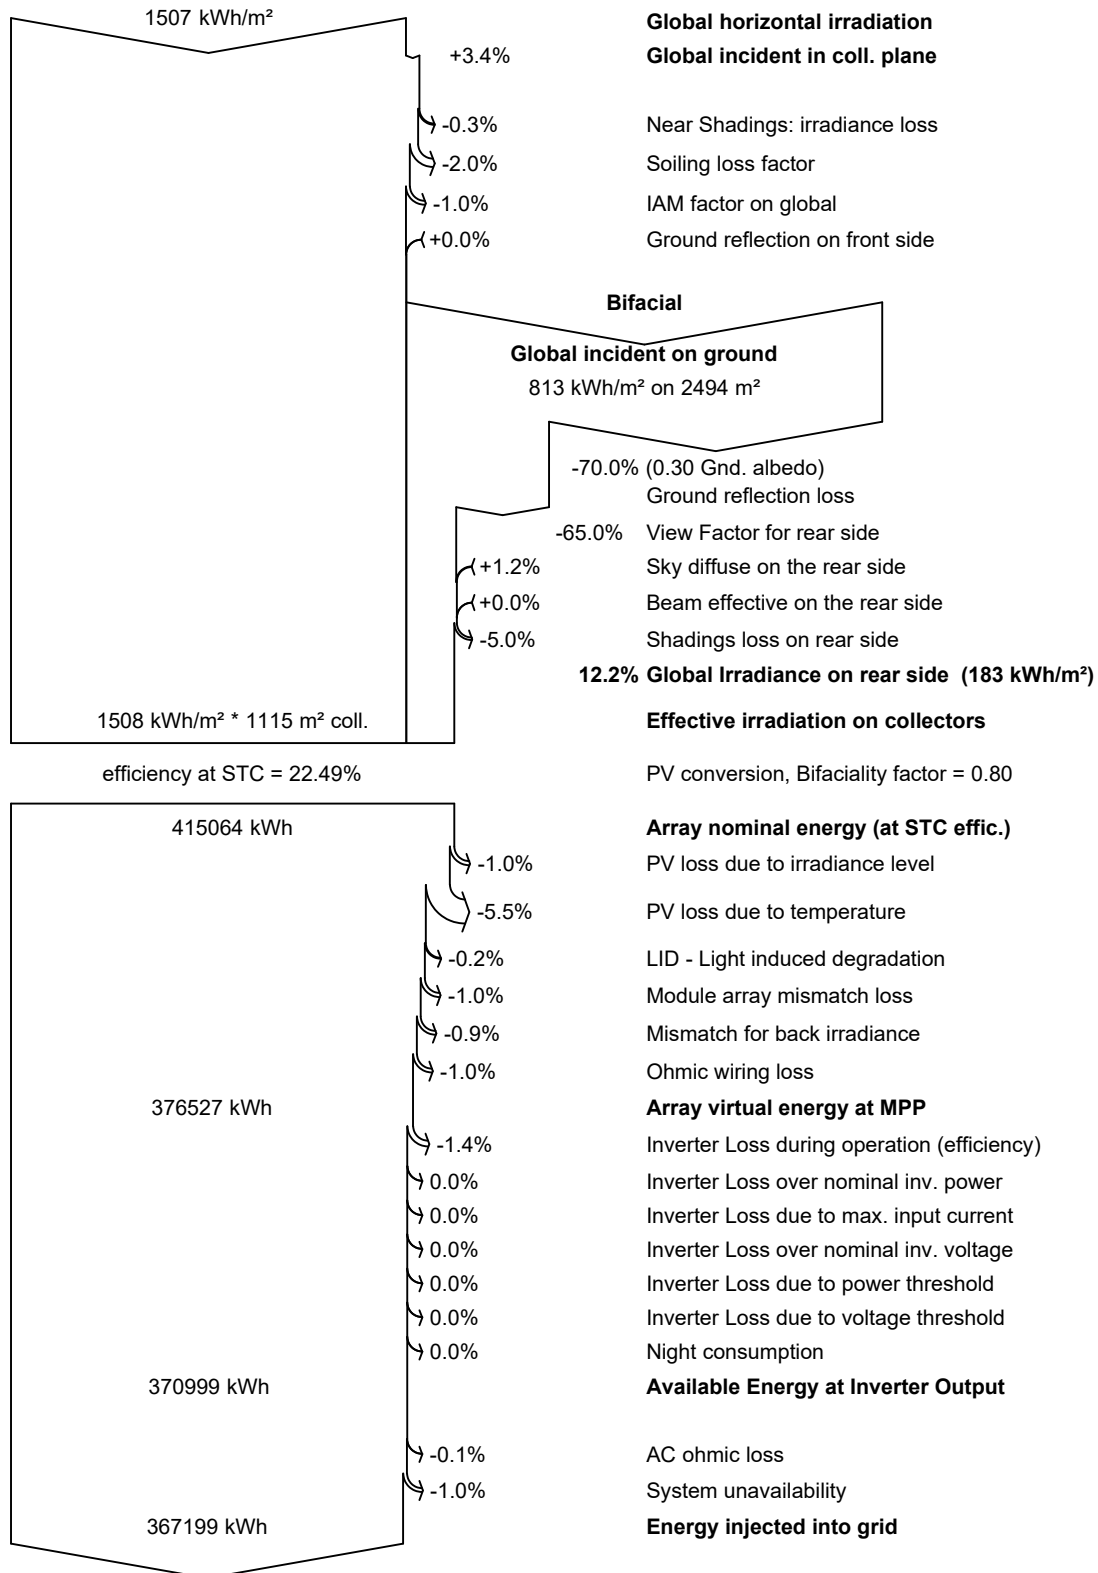 1507 kWh/m² Global horizontal irradiation
+3.4% Global incident in coll. plane
-0.3% Near Shadings: irradiance loss
-2.0% Soiling loss factor
-1.0% IAM factor on global
+0.0% Ground reflection on front side
Bifacial
Global incident on ground
813 kWh/m² on 2494 m²
-70.0% (0.30 Gnd. albedo)
Ground reflection loss
-65.0% View Factor for rear side
+1.2% Sky diffuse on the rear side
+0.0% Beam effective on the rear side
-5.0% Shadings loss on rear side
12.2% Global Irradiance on rear side (183 kWh/m²)
1508 kWh/m² * 1115 m² coll. Effective irradiation on collectors
efficiency at STC = 22.49% PV conversion, Bifaciality factor = 0.80
415064 kWh Array nominal energy (at STC effic.)
-1.0% PV loss due to irradiance level
-5.5% PV loss due to temperature
-0.2% LID - Light induced degradation
-1.0% Module array mismatch loss
-0.9% Mismatch for back irradiance
-1.0% Ohmic wiring loss
376527 kWh Array virtual energy at MPP
-1.4% Inverter Loss during operation (efficiency)
0.0% Inverter Loss over nominal inv. power
0.0% Inverter Loss due to max. input current
0.0% Inverter Loss over nominal inv. voltage
0.0% Inverter Loss due to power threshold
0.0% Inverter Loss due to voltage threshold
0.0% Night consumption
370999 kWh Available Energy at Inverter Output
-0.1% AC ohmic loss
-1.0% System unavailability
367199 kWh Energy injected into grid